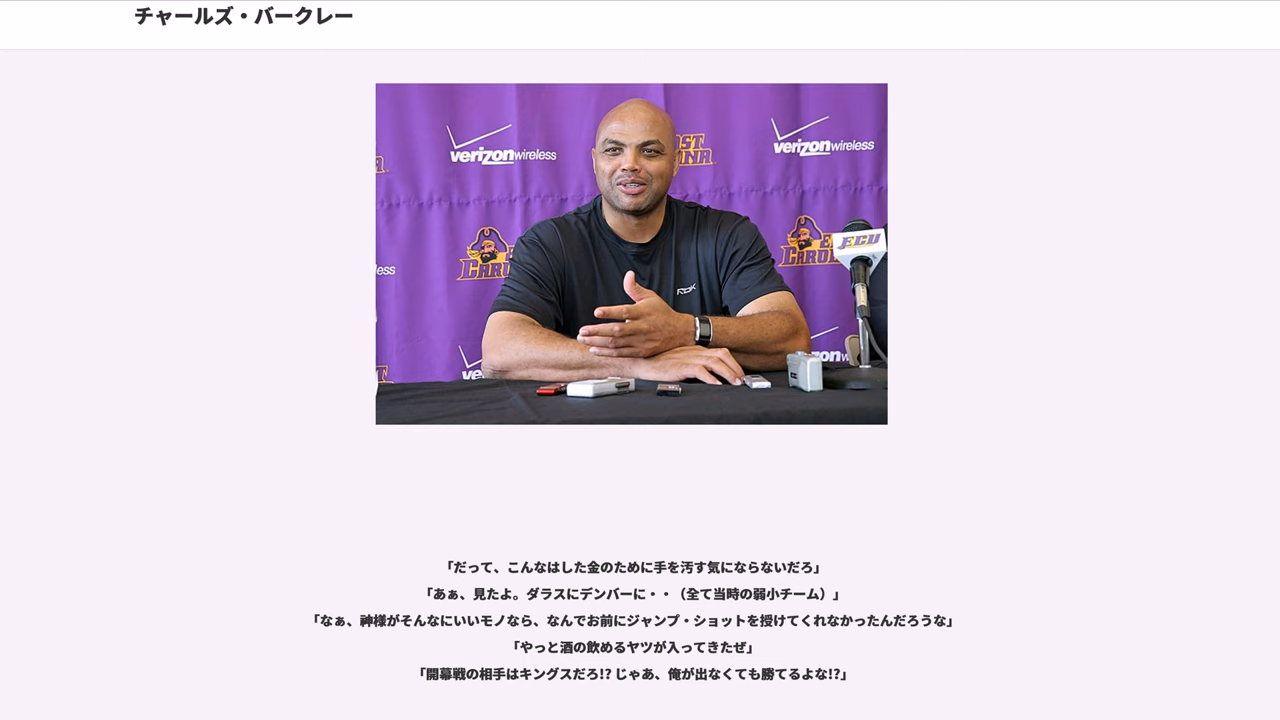 チャールズ・バークレー
verizonwireless
verizonwireless
ECU
RBK
「だって、こんなはした金のために手を汚す気にならないだろ」
「あぁ、見たよ。ダラスにデンバーに・・（全て当時の弱小チーム）」
「なぁ、神様がそんなにいいモノなら、なんでお前にジャンプ・ショットを授けてくれなかったんだろうな」
「やっと酒の飲めるヤツが入ってきたぜ」
「開幕戦の相手はキングスだろ!? じゃあ、俺が出なくても勝てるよな!?」